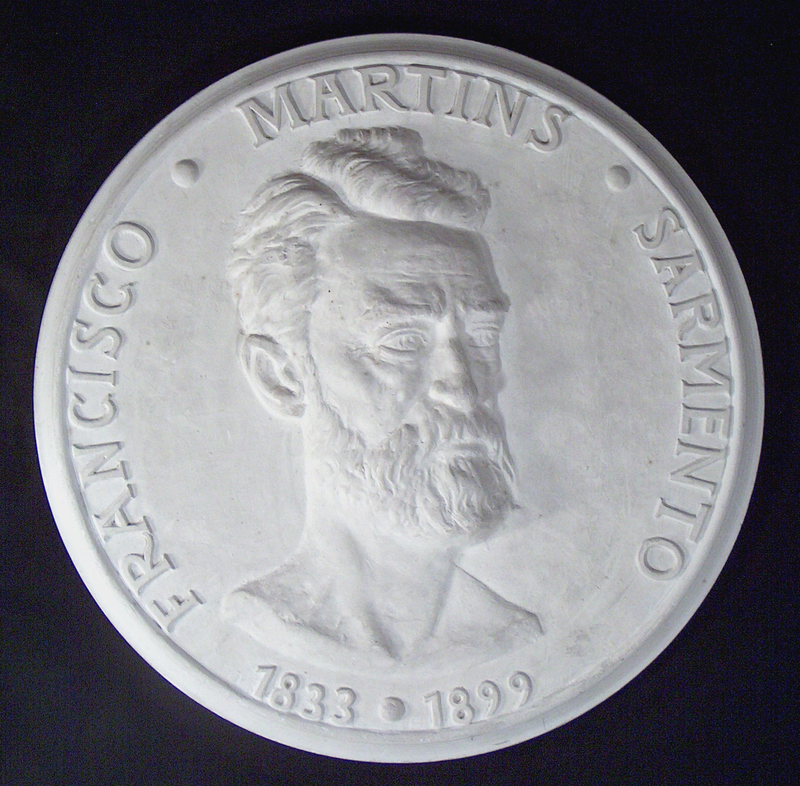 FRANCISCO • MARTINS • SARMENTO
1833 • 1899